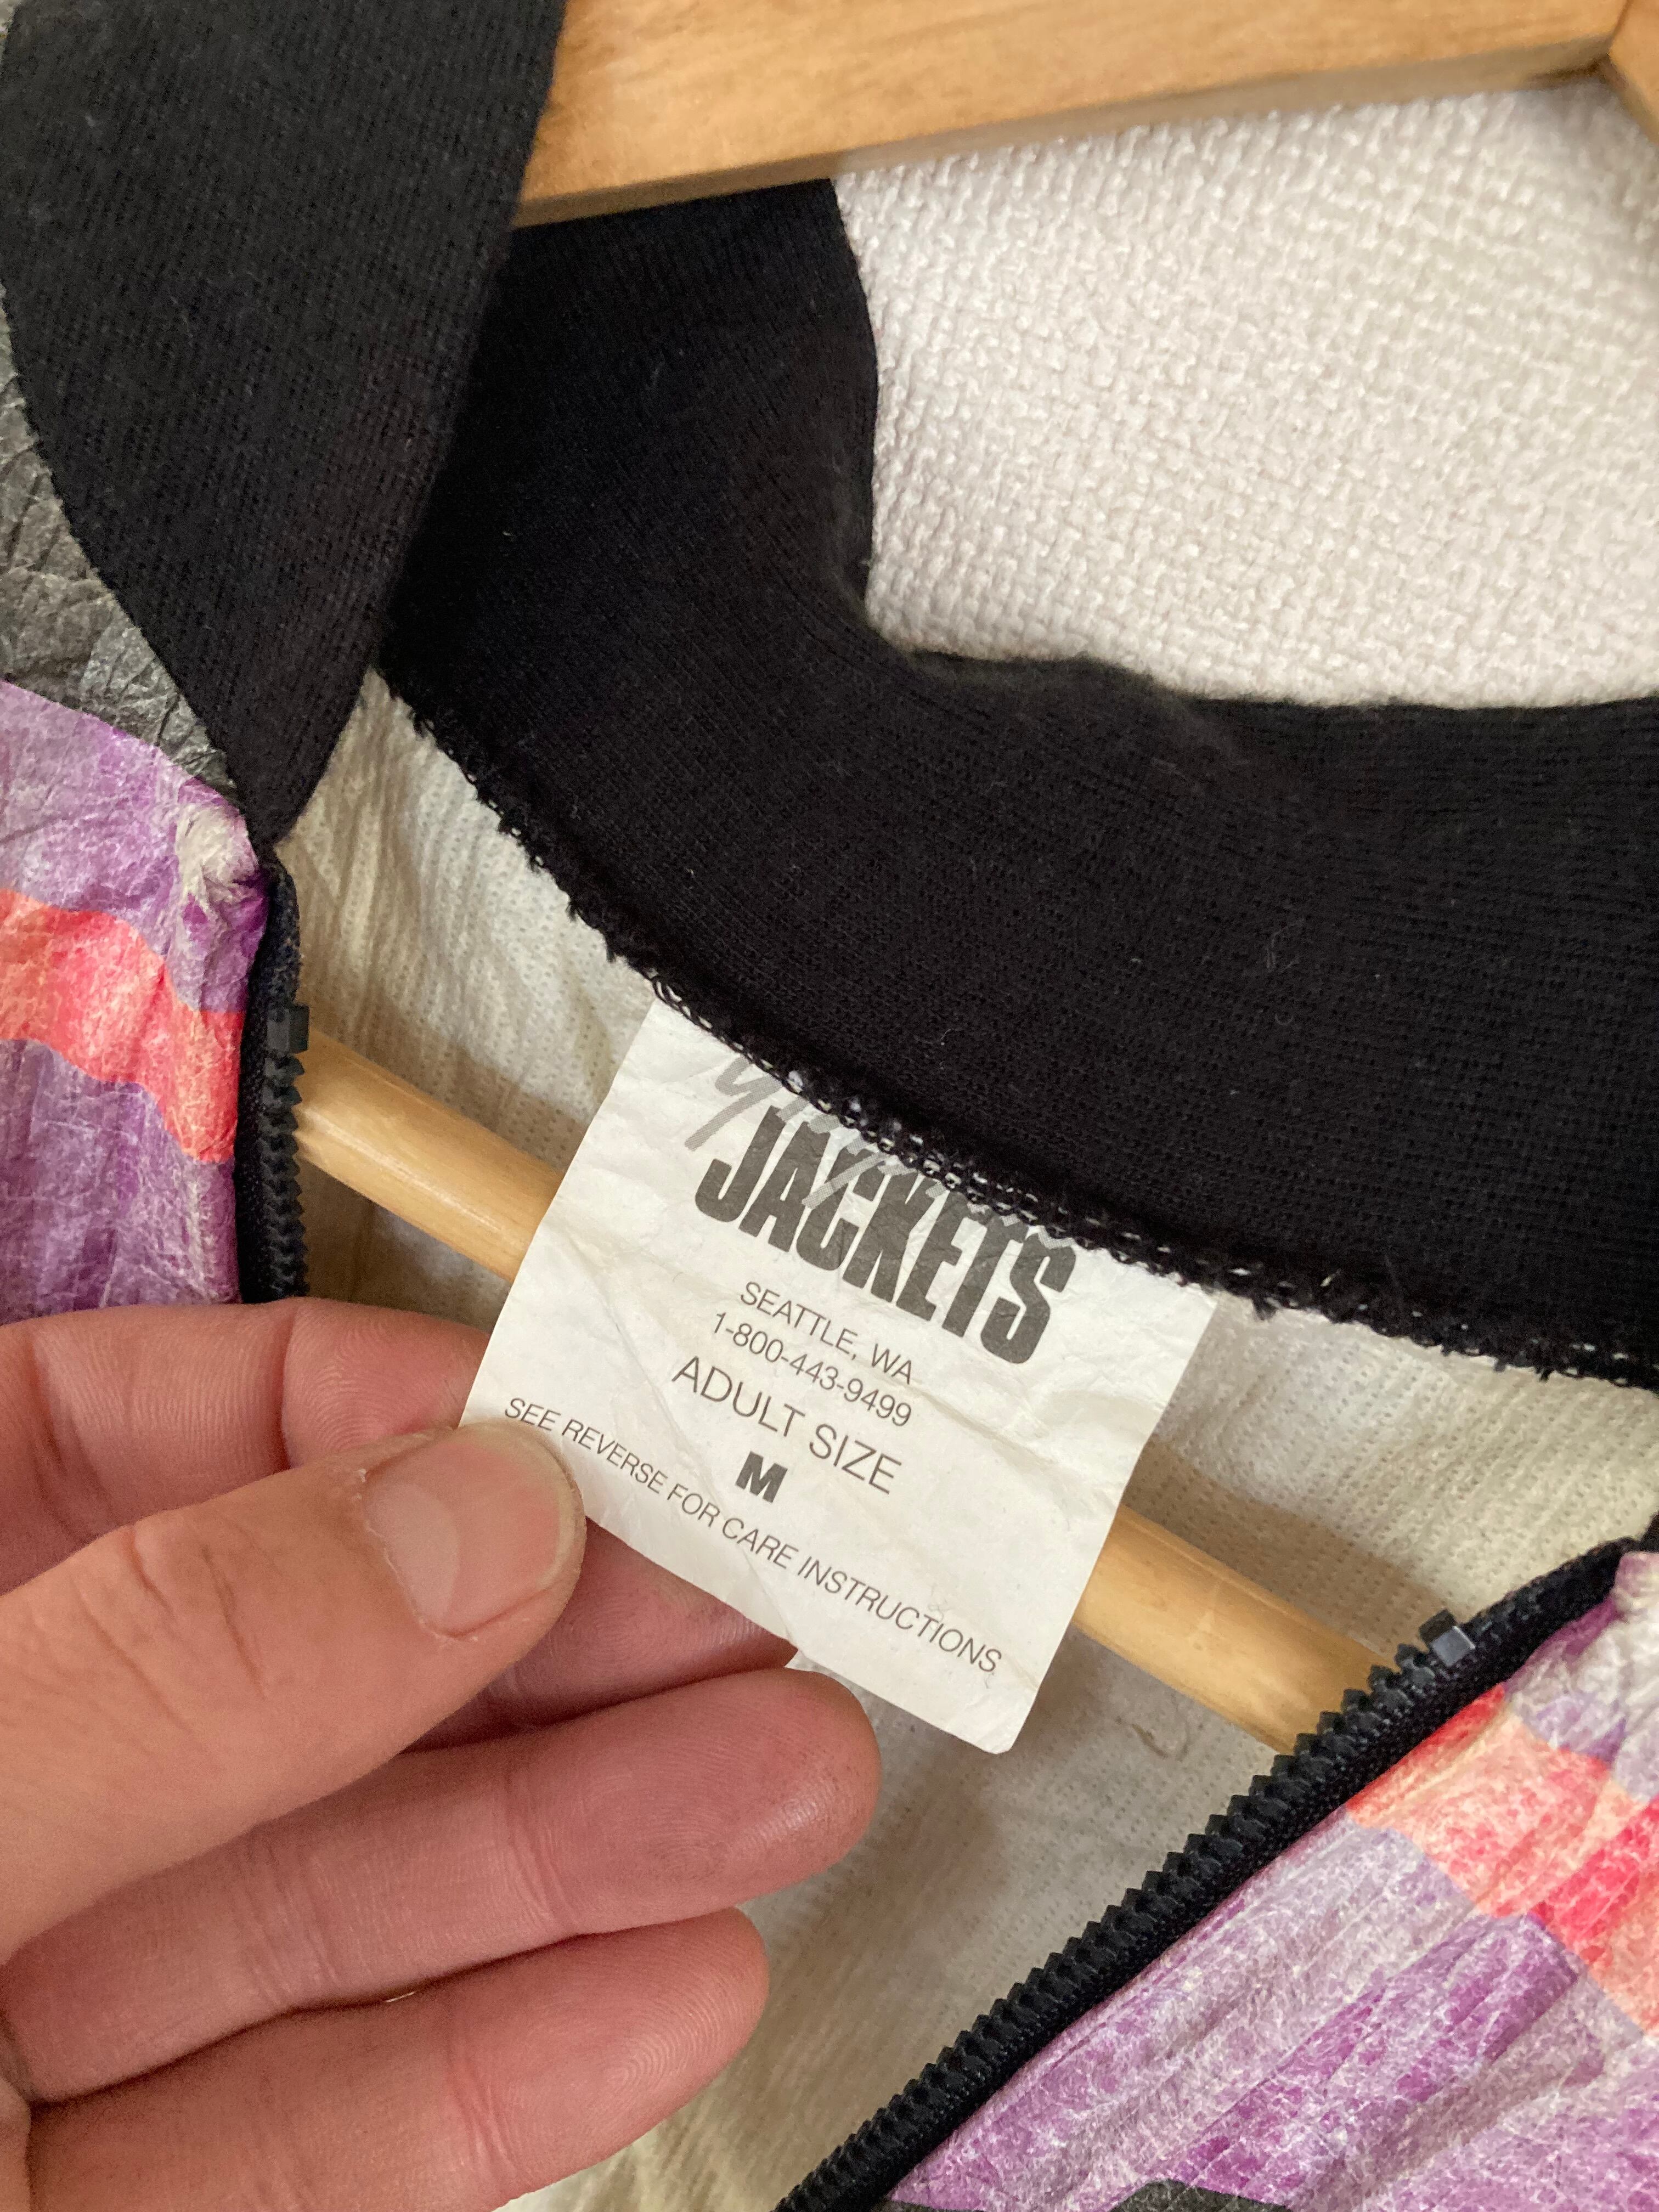 JACKETS
SEATTLE, WA
1-800-443-9499
ADULT SIZE
M
SEE REVERSE FOR CARE INSTRUCTIONS